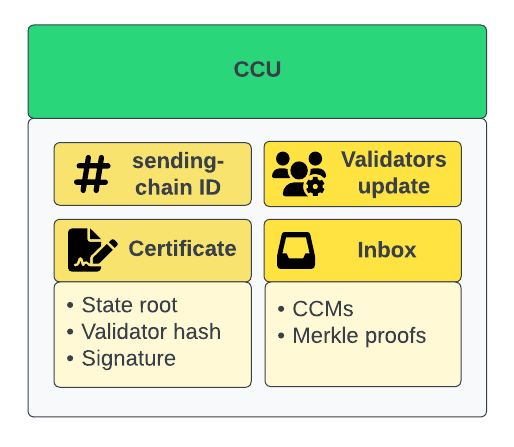 CCU
sending-
chain ID
Validators
update
Certificate
• State root
• Validator hash
• Signature
Inbox
• CCMs
• Merkle proofs